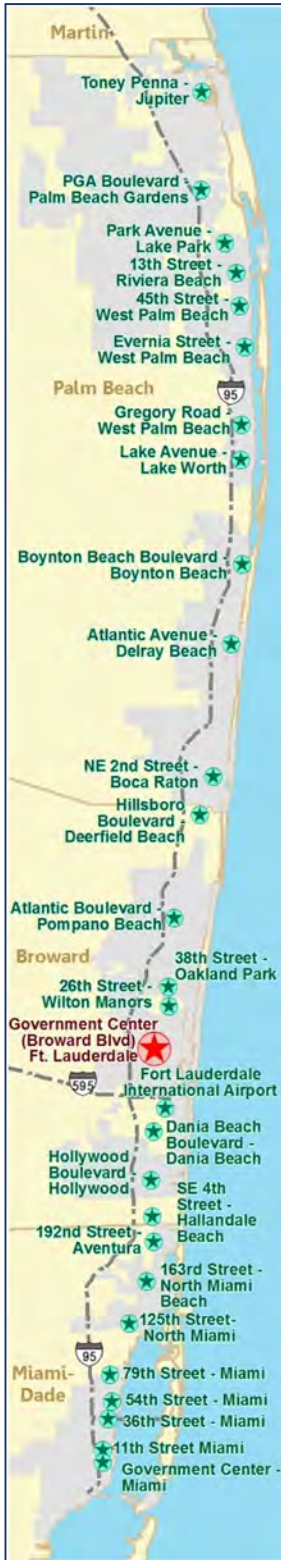 Martin
Toney Penna -
Jupiter
PGA Boulevard -
Palm Beach Gardens
Park Avenue -
Lake Park
13th Street -
Riviera Beach
45th Street -
West Palm Beach
Evernia Street -
West Palm Beach
Palm Beach
95
Gregory Road -
West Palm Beach
Lake Avenue -
Lake Worth
Boynton Beach Boulevard -
Boynton Beach
Atlantic Avenue -
Delray Beach
NE 2nd Street -
Boca Raton
Hillsboro
Boulevard -
Deerfield Beach
Atlantic Boulevard -
Pompano Beach
Broward
38th Street -
Oakland Park
26th Street -
Wilton Manors
Government Center
(Broward Blvd)
Ft. Lauderdale
595
Fort Lauderdale
International Airport
Dania Beach
Boulevard -
Dania Beach
Hollywood
Boulevard -
Hollywood
SE 4th
Street -
Hallandale
Beach
192nd Street -
Aventura
163rd Street -
North Miami
Beach
125th Street-
North Miami
95
Miami-
Dade
79th Street - Miami
54th Street - Miami
36th Street - Miami
11th Street Miami
Government Center -
Miami